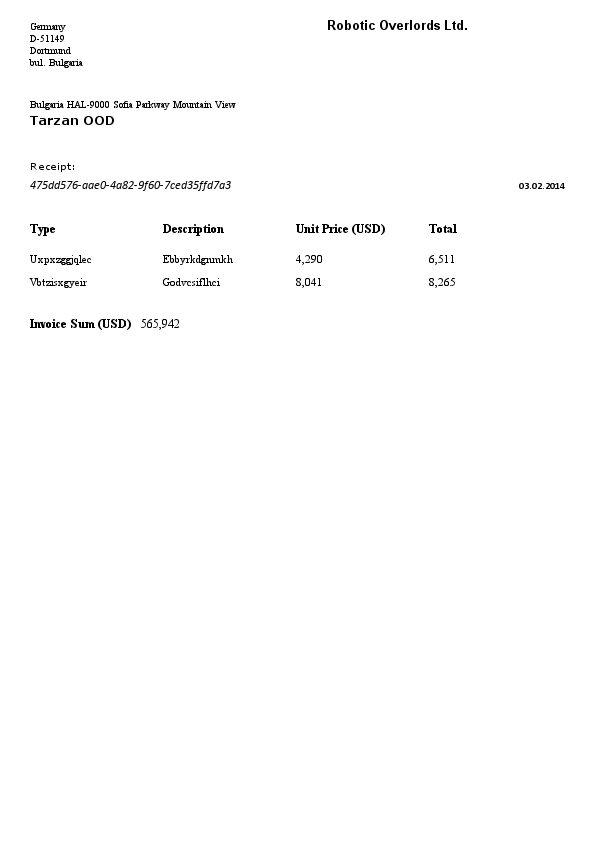 Robotic Overlords Ltd.
Germany
D-51149
Dortmund
bul. Bulgaria
Bulgaria HAL-9000 Sofia Parkway Mountain View
Tarzan OOD
Receipt:
475dd576-aae0-4a82-9f60-7ced35ffd7a3 03.02.2014
Type Description Unit Price (USD) Total
Uxpxzggjqlec Ebbyrkdgnmkh 4,290 6,511
Vbtzisxgyeir Godvcsiflhci 8,041 8,265
Invoice Sum (USD) 565,942